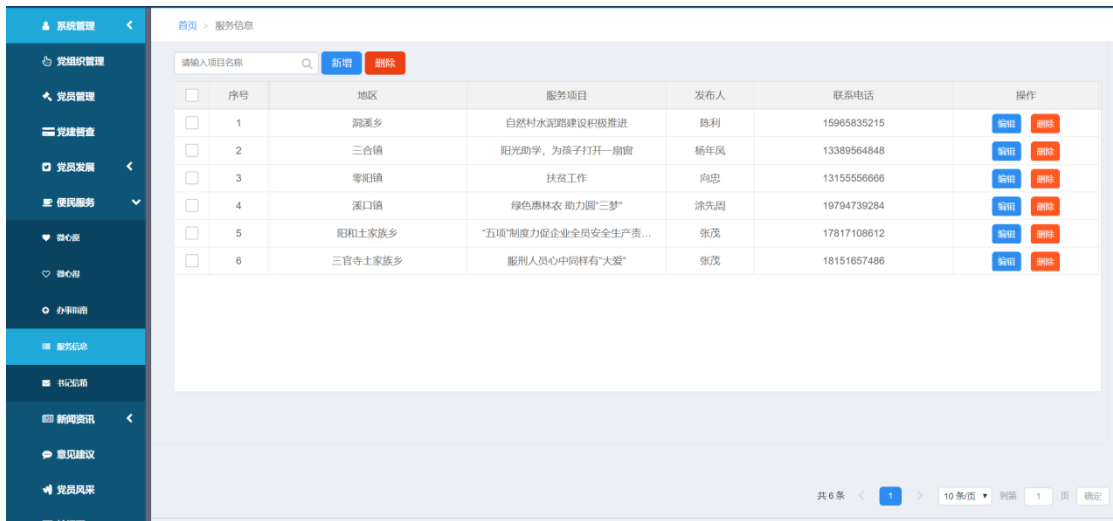 系统管理
党组织管理
党员管理
党建督查
党员发展
便民服务
微心愿
微心得
办事指南
服务信息
书记信箱
新闻资讯
意见建议
党员风采
首页 > 服务信息
请输入项目名称 新增 删除
序号 地区 服务项目 发布人 联系电话 操作
1 洞溪乡 自然村水泥路建设积极推进 陈利 15965835215 编辑 删除
2 三合镇 阳光助学，为孩子打开一扇窗 杨年凤 13389564848 编辑 删除
3 零阳镇 扶贫工作 向忠 13155556666 编辑 删除
4 溪口镇 绿色惠林农 助力圆"三梦" 涂先周 19794739284 编辑 删除
5 阳和土家族乡 "五项"制度力促企业全员安全生产责... 张茂 17817108612 编辑 删除
6 三官寺土家族乡 服刑人员心中同样有"大爱" 张茂 18151657486 编辑 删除
共 6 条 < 1 > 10 条/页 到第 1 页 确定